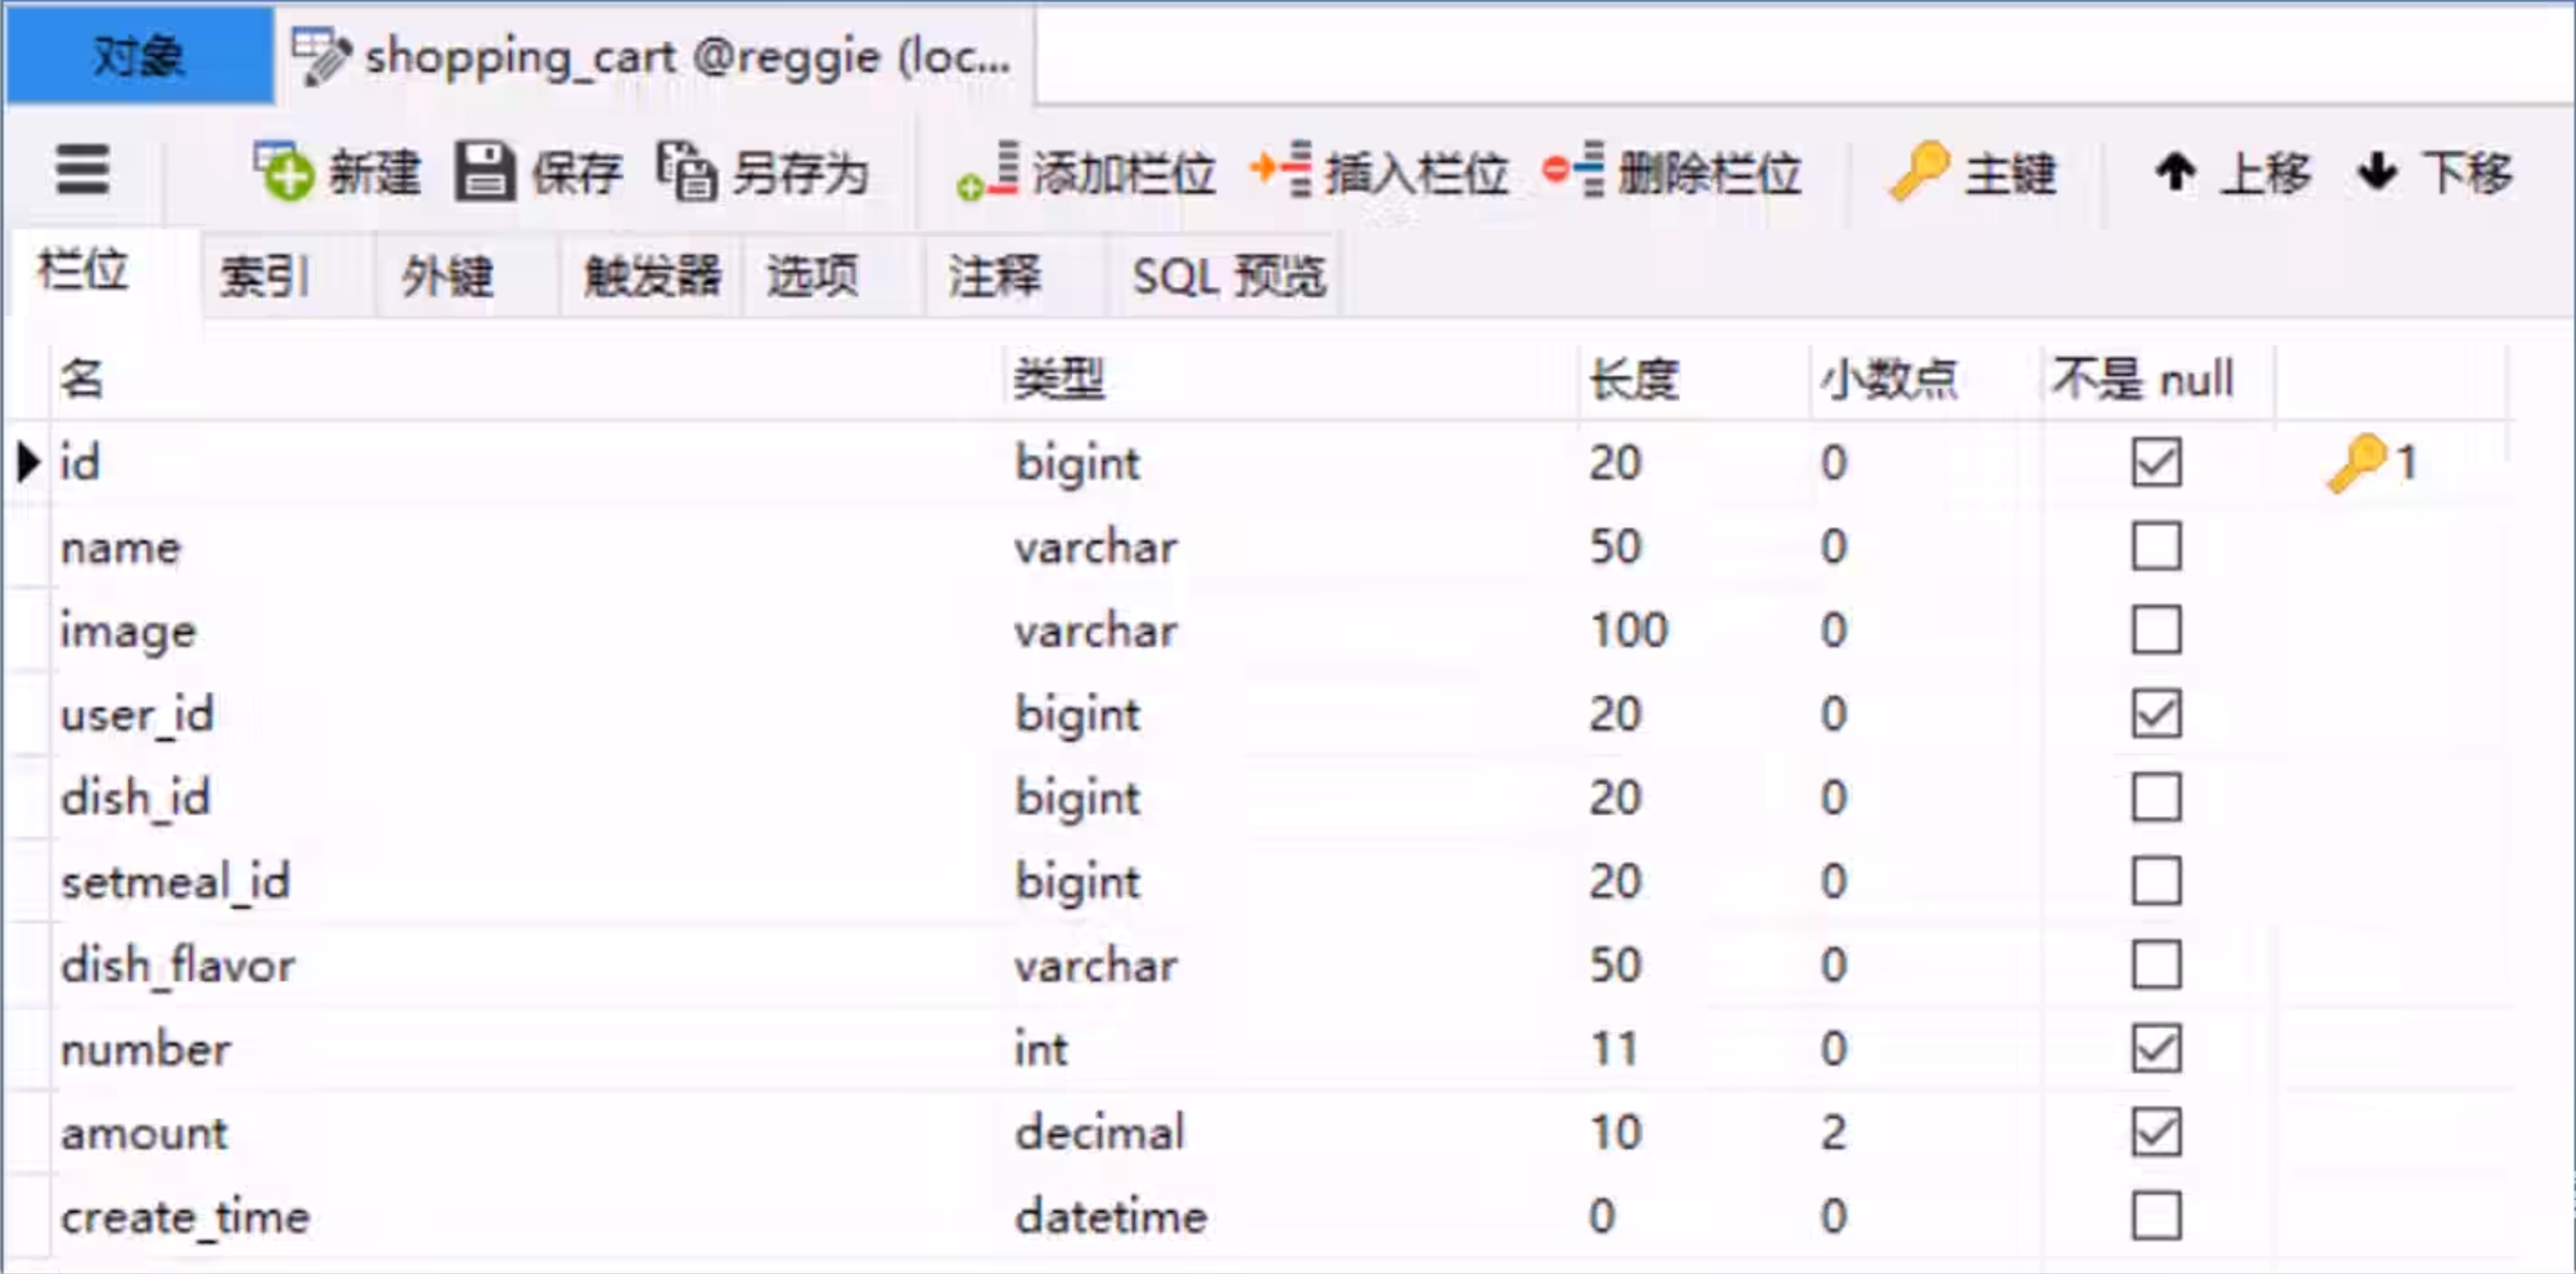 对象 shopping_cart @reggie (loc...
新建 保存 另存为 添加栏位 插入栏位 删除栏位 主键 上移 下移
栏位 索引 外键 触发器 选项 注释 SQL 预览
名 类型 长度 小数点 不是 null
id bigint 20 0 1
name varchar 50 0
image varchar 100 0
user_id bigint 20 0
dish_id bigint 20 0
setmeal_id bigint 20 0
dish_flavor varchar 50 0
number int 11 0
amount decimal 10 2
create_time datetime 0 0